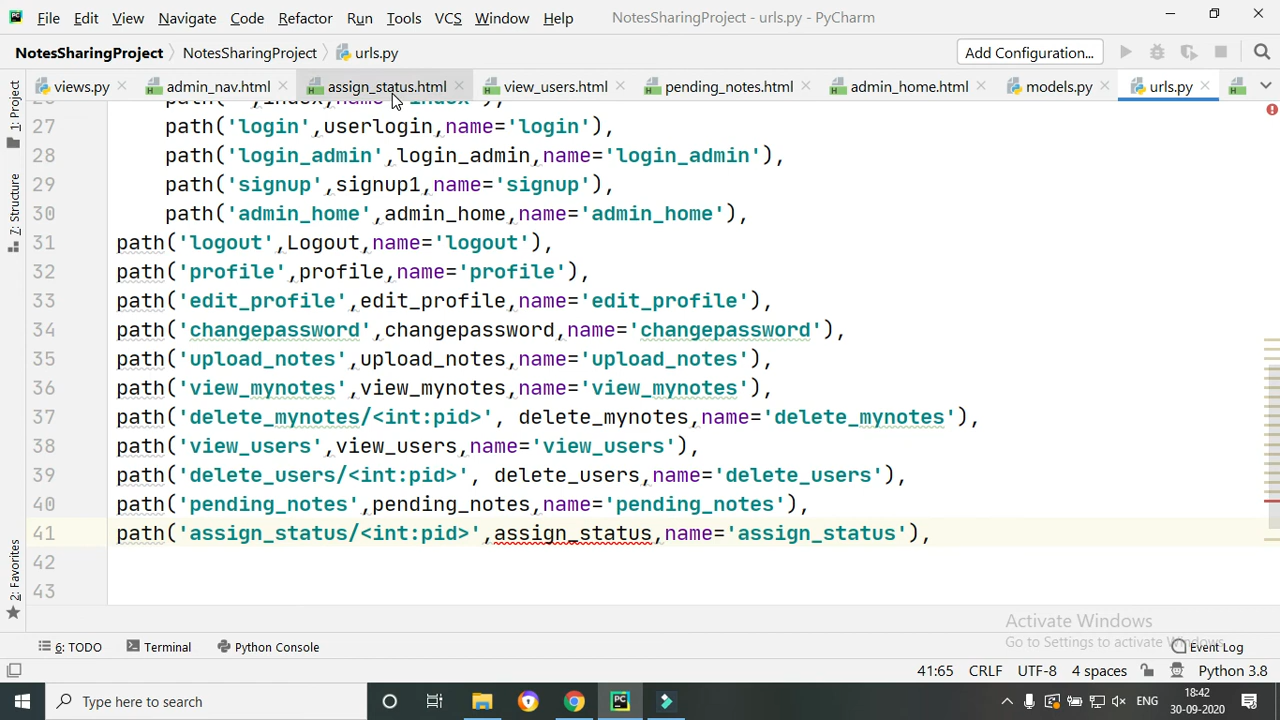 File Edit View Navigate Code Refactor Run Tools VCS Window Help NotesSharingProject - urls.py - PyCharm
NotesSharingProject NotesSharingProject urls.py Add Configuration...
views.py admin_nav.html assign_status.html view_users.html pending_notes.html admin_home.html models.py urls.py
27 path('login',userlogin,name='login'),
28 path('login_admin',login_admin,name='login_admin'),
29 path('signup',signup1,name='signup'),
30 path('admin_home',admin_home,name='admin_home'),
31 path('logout',Logout,name='logout'),
32 path('profile',profile,name='profile'),
33 path('edit_profile',edit_profile,name='edit_profile'),
34 path('changepassword',changepassword,name='changepassword'),
35 path('upload_notes',upload_notes,name='upload_notes'),
36 path('view_mynotes',view_mynotes,name='view_mynotes'),
37 path('delete_mynotes/<int:pid>', delete_mynotes,name='delete_mynotes'),
38 path('view_users',view_users,name='view_users'),
39 path('delete_users/<int:pid>', delete_users,name='delete_users'),
40 path('pending_notes',pending_notes,name='pending_notes'),
41 path('assign_status/<int:pid>',assign_status,name='assign_status'),
42
43
1: Project
7: Structure
2: Favorites
Activate Windows
Go to Settings to activate Windows.
6: TODO Terminal Python Console Event Log
41:65 CRLF UTF-8 4 spaces Python 3.8
Type here to search ENG 18:42
30-09-2020